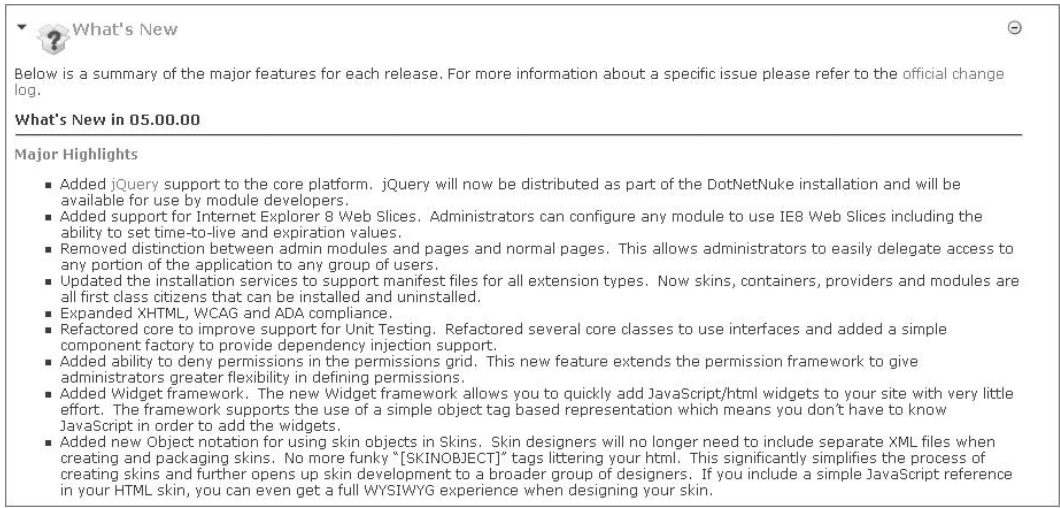 What's New
Below is a summary of the major features for each release. For more information about a specific issue please refer to the official change
log.
What's New in 05.00.00
Major Highlights
Added jQuery support to the core platform. jQuery will now be distributed as part of the DotNetNuke installation and will be
available for use by module developers.
Added support for Internet Explorer 8 Web Slices. Administrators can configure any module to use IE8 Web Slices including the
ability to set time-to-live and expiration values.
Removed distinction between admin modules and pages and normal pages. This allows administrators to easily delegate access to
any portion of the application to any group of users.
Updated the installation services to support manifest files for all extension types. Now skins, containers, providers and modules are
all first class citizens that can be installed and uninstalled.
Expanded XHTML, WCAG and ADA compliance.
Refactored core to improve support for Unit Testing. Refactored several core classes to use interfaces and added a simple
component factory to provide dependency injection support.
Added ability to deny permissions in the permissions grid. This new feature extends the permission framework to give
administrators greater flexibility in defining permissions.
Added Widget framework. The new Widget framework allows you to quickly add JavaScript/html widgets to your site with very little
effort. The framework supports the use of a simple object tag based representation which means you don't have to know
JavaScript in order to add the widgets.
Added new Object notation for using skin objects in Skins. Skin designers will no longer need to include separate XML files when
creating and packaging skins. No more funky “[SKINOBJECT]” tags littering your html. This significantly simplifies the process of
creating skins and further opens up skin development to a broader group of designers. If you include a simple JavaScript reference
in your HTML skin, you can even get a full WYSIWYG experience when designing your skin.